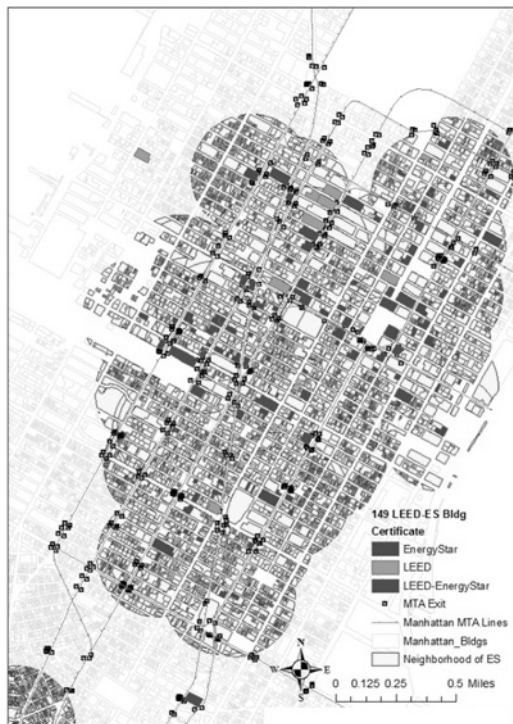 149 LEED-ES Bldg
Certificate
EnergyStar
LEED
LEED-EnergyStar
MTA Exit
Manhattan MTA Lines
Manhattan_Bldgs
Neighborhood of ES
N
W E
S
0 0.125 0.25 0.5 Miles